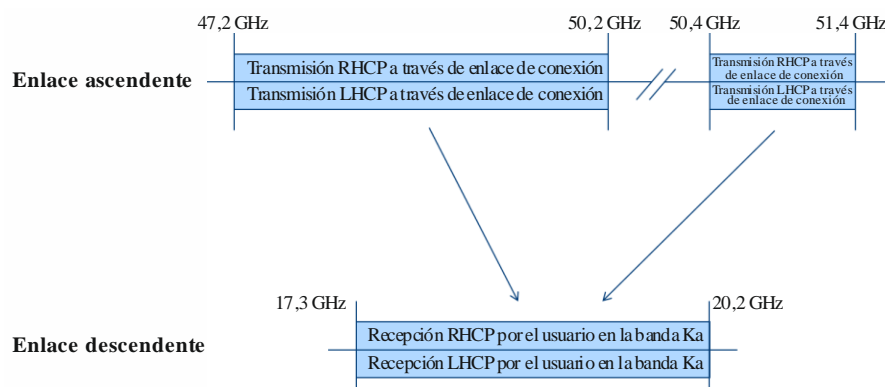 47,2 GHz
50,2 GHz
50,4 GHz
51,4 GHz
Enlace ascendente
Transmisión RHCP a través de enlace de conexión
Transmisión LHCP a través de enlace de conexión
Transmisión RHCP a través
de enlace de conexión
Transmisión LHCP a través
de enlace de conexión
17,3 GHz
20,2 GHz
Enlace descendente
Recepción RHCP por el usuario en la banda Ka
Recepción LHCP por el usuario en la banda Ka